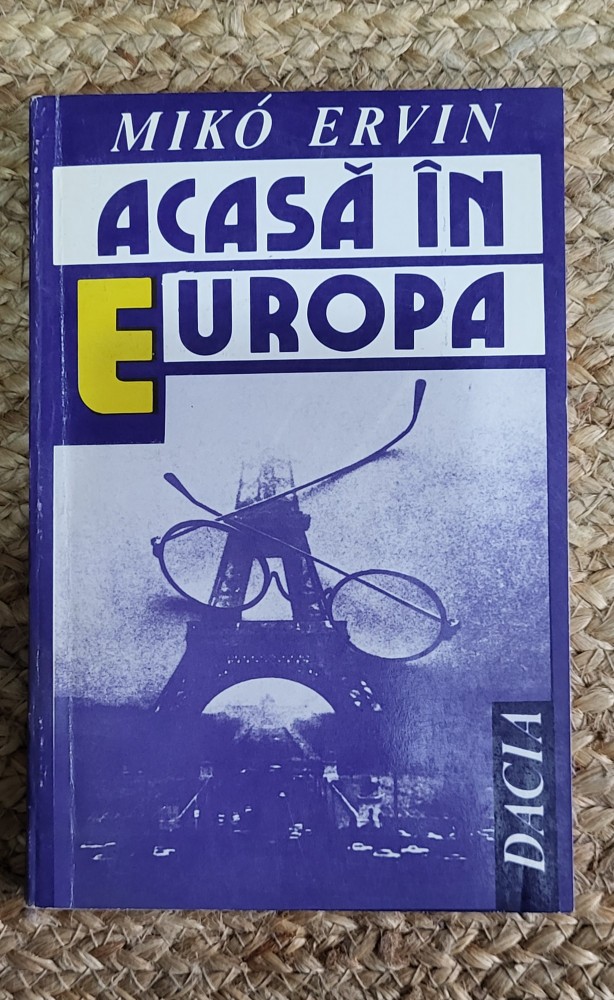 MIKÓ ERVIN
ACASĂ ÎN
EUROPA
DACIA